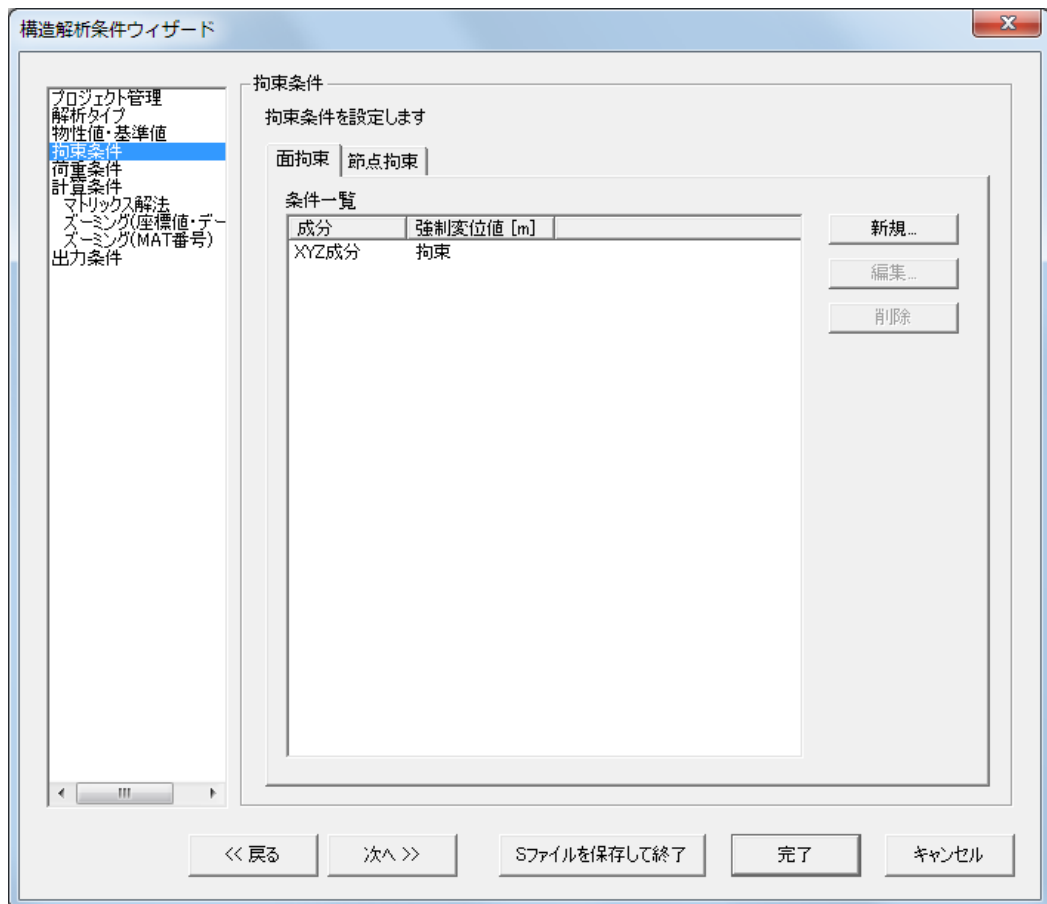 構造解析条件ウィザード
プロジェクト管理
解析タイプ
物性値・基準値
拘束条件
荷重条件
計算条件
マトリックス解法
ズーミング(座標値・デー
ズーミング(MAT番号)
出力条件
拘束条件
拘束条件を設定します
面拘束 節点拘束
条件一覧
成分 強制変位値 [m]
XYZ成分 拘束
新規...
編集...
削除
<< 戻る 次へ >> Sファイルを保存して終了 完了 キャンセル